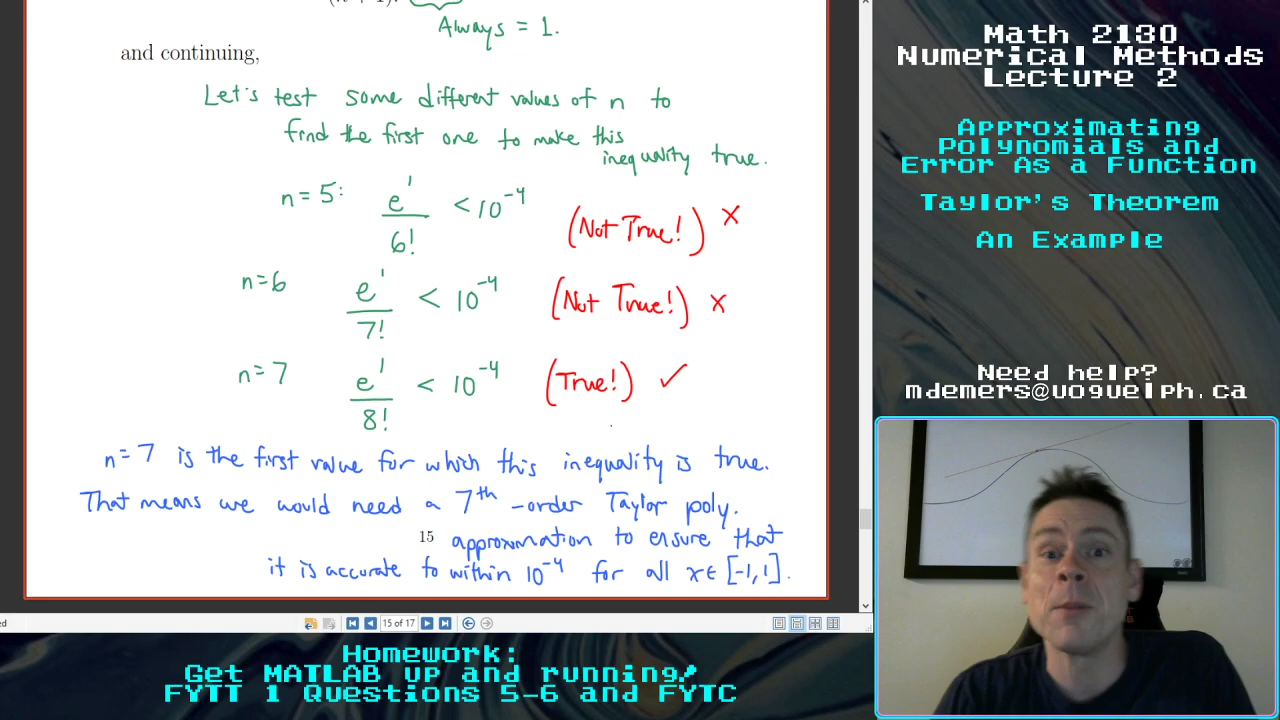 Always = 1.
and continuing,
Let's test some different values of n to
find the first one to make this
inequality true.
n = 5: e^1 / 6! < 10^-4 (Not True!) ✗
n=6 e^1 / 7! < 10^-4 (Not True!) ✗
n=7 e^1 / 8! < 10^-4 (True!) ✓
n=7 is the first value for which this inequality is true.
That means we would need a 7th-order Taylor poly.
15 approximation to ensure that
it is accurate to within 10^-4 for all x∈[-1,1].
15 of 17
Homework:
Get MATLAB up and running!
FYTT 1 Questions 5-6 and FYTC
Math 2130
Numerical Methods
Lecture 2
Approximating
Polynomials and
Error As a Function
Taylor's Theorem
An Example
Need help?
mdemers@uoguelph.ca